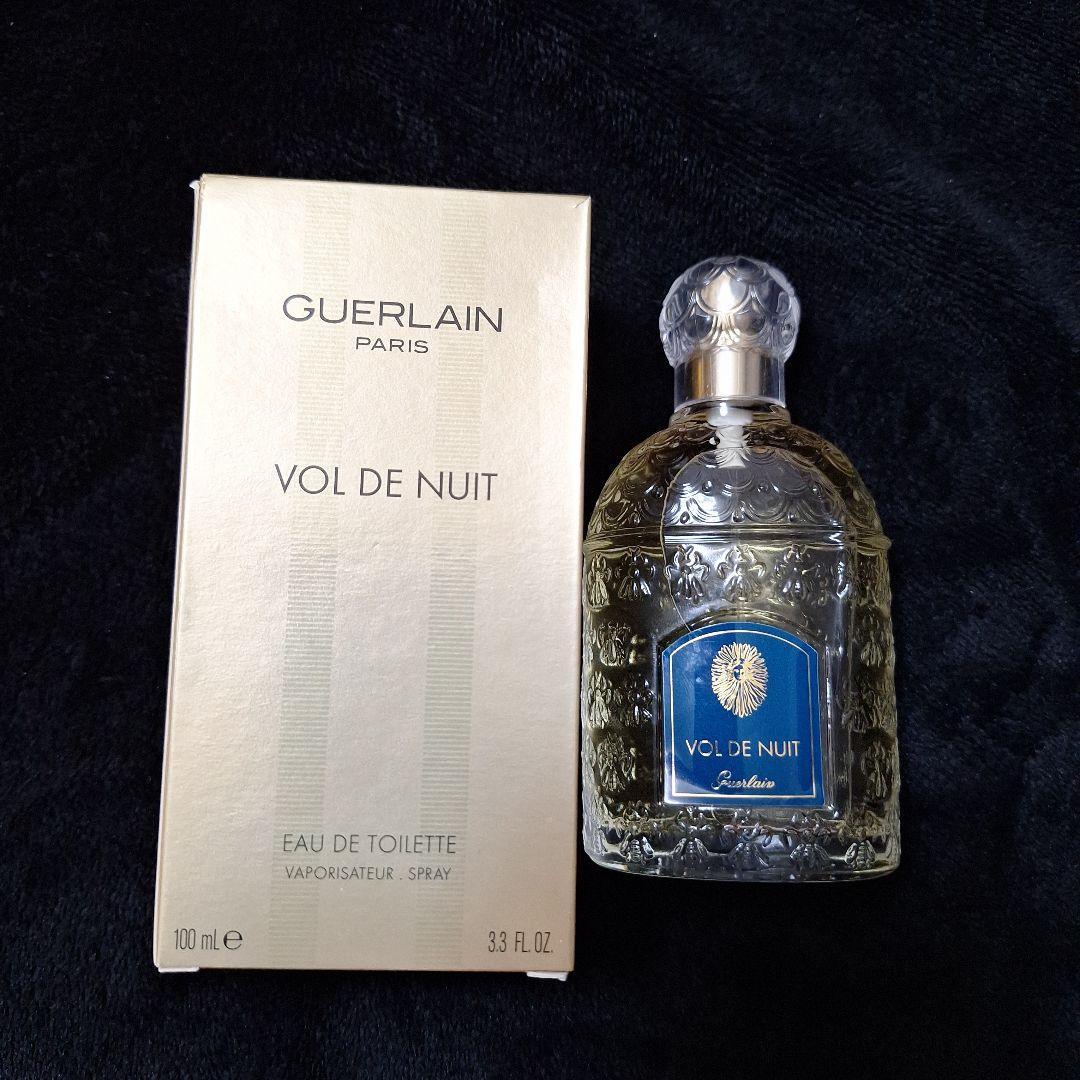 GUERLAIN
PARIS
VOL DE NUIT
EAU DE TOILETTE
VAPORISATEUR . SPRAY
100 mL e
3.3 FL. OZ.
VOL DE NUIT
Guerlain